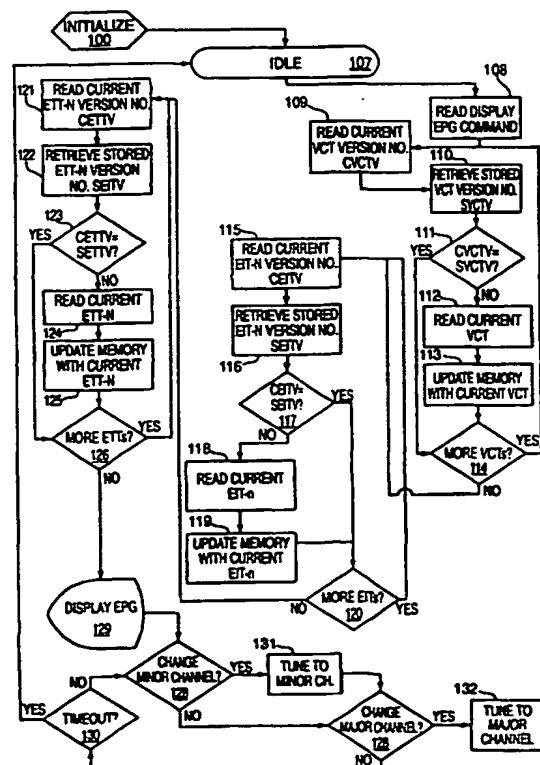 INITIALIZE
100
IDLE 107
108
READ DISPLAY
EPG COMMAND
109
READ CURRENT
VCT VERSION NO.
CVCTV
110
RETRIEVE STORED
VCT VERSION NO.
SVCTV
111
CVCTV=
SVCTV?
YES
NO
112
READ CURRENT
VCT
113
UPDATE MEMORY
WITH CURRENT VCT
MORE VCTs?
114
YES
NO
115
READ CURRENT
EIT-N VERSION NO.
CEITV
RETRIEVE STORED
EIT-N VERSION NO.
SEITV
116
CEITV=
SEITV?
117
YES
NO
118
READ CURRENT
EIT-n
119
UPDATE MEMORY
WITH CURRENT
EIT-n
MORE EITs?
120
NO
YES
121
READ CURRENT
ETT-N VERSION NO.
CETTV
122
RETRIEVE STORED
ETT-N VERSION
NO. SEITV
123
CETTV=
SETTV?
YES
NO
READ CURRENT
ETT-N
124
UPDATE MEMORY
WITH CURRENT
ETT-N
125
MORE ETTs?
126
YES
NO
DISPLAY EPG
129
CHANGE
MINOR CHANNEL?
128
YES
NO
131
TUNE TO
MINOR CH.
CHANGE
MAJOR CHANNEL?
128
YES
NO
132
TUNE TO
MAJOR
CHANNEL
TIMEOUT?
130
YES
NO